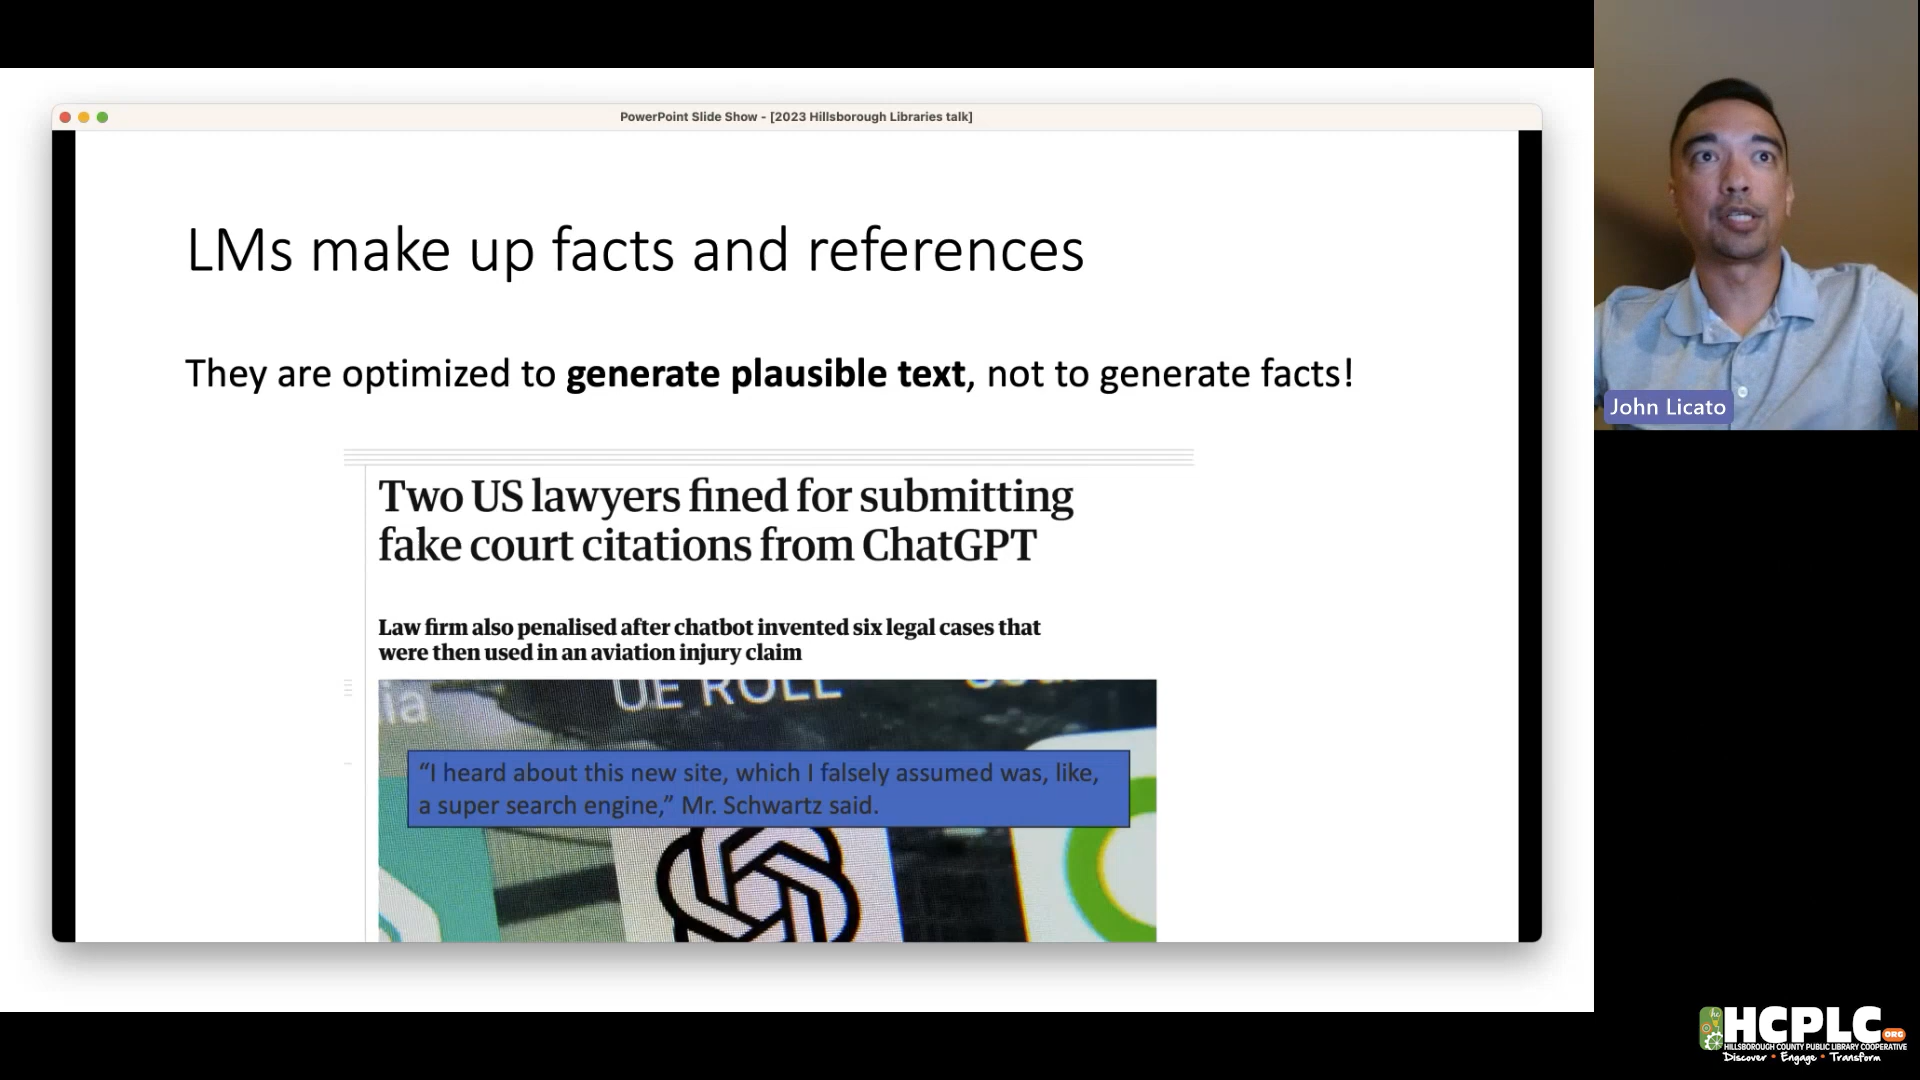 PowerPoint Slide Show - [2023 Hillsborough Libraries talk]
LMs make up facts and references
They are optimized to generate plausible text, not to generate facts!
Two US lawyers fined for submitting
fake court citations from ChatGPT
Law firm also penalised after chatbot invented six legal cases that
were then used in an aviation injury claim
“I heard about this new site, which I falsely assumed was, like,
a super search engine,” Mr. Schwartz said.
John Licato
HCPLC.ORG
HILLSBOROUGH COUNTY PUBLIC LIBRARY COOPERATIVE
Discover • Engage • Transform